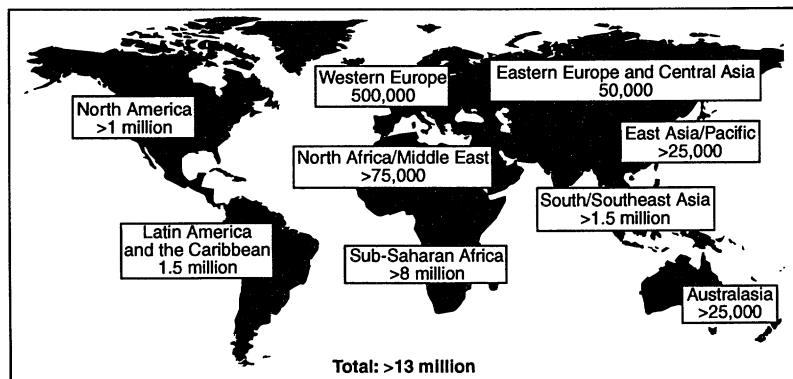 Western Europe
500,000
Eastern Europe and Central Asia
50,000
North America
>1 million
East Asia/Pacific
>25,000
North Africa/Middle East
>75,000
South/Southeast Asia
>1.5 million
Latin America
and the Caribbean
1.5 million
Sub-Saharan Africa
>8 million
Australasia
>25,000
Total: >13 million